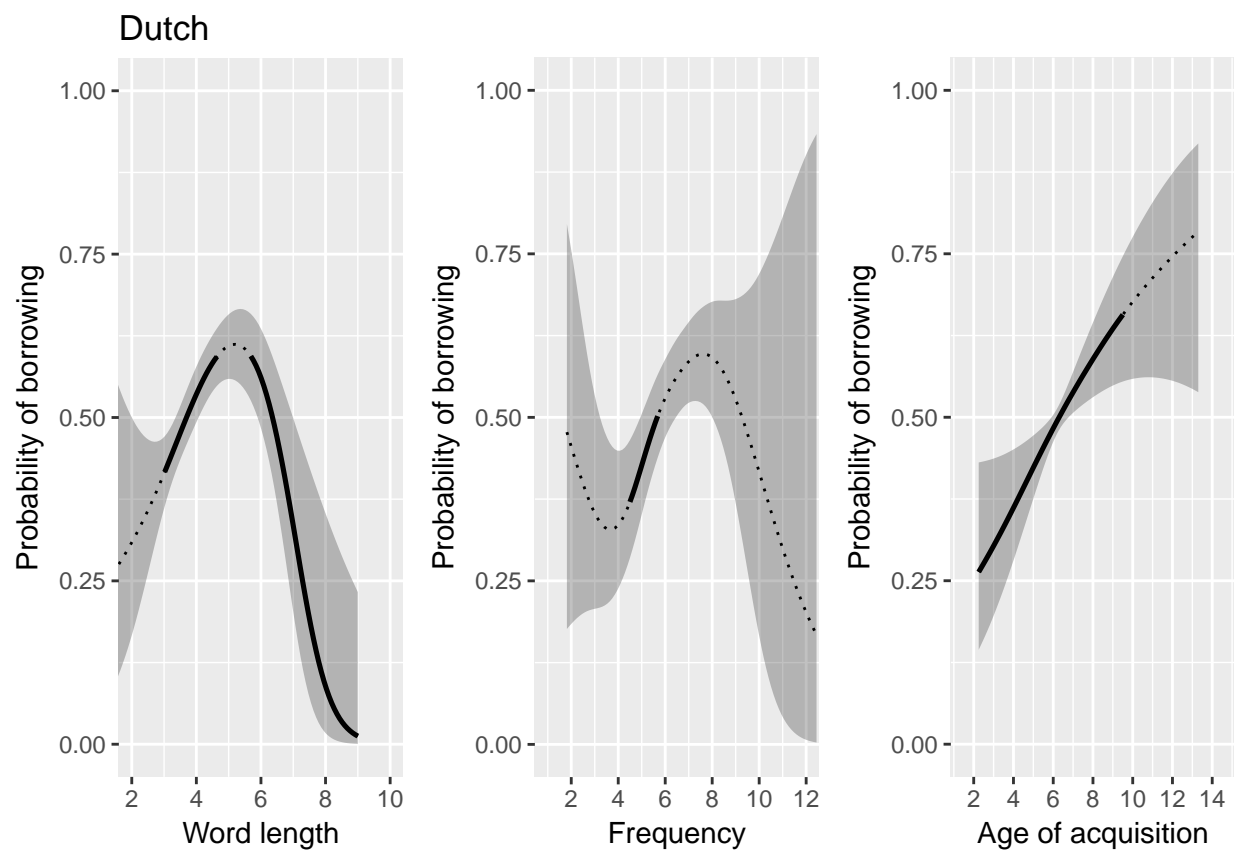 Dutch
Probability of borrowing
1.00
0.75
0.50
0.25
0.00
2 4 6 8 10
Word length
Probability of borrowing
1.00
0.75
0.50
0.25
0.00
2 4 6 8 10 12
Frequency
Probability of borrowing
1.00
0.75
0.50
0.25
0.00
2 4 6 8 10 12 14
Age of acquisition